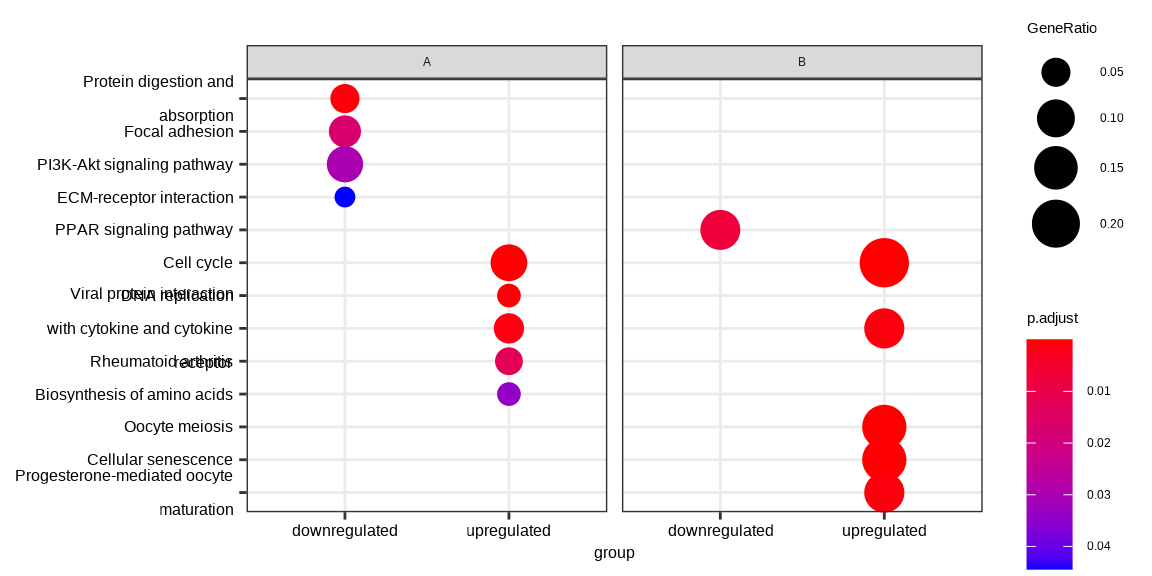 A
B
Protein digestion and
absorption
Focal adhesion
PI3K-Akt signaling pathway
ECM-receptor interaction
PPAR signaling pathway
Cell cycle
DNA replication
Viral protein interaction
with cytokine and cytokine
receptor
Rheumatoid arthritis
Biosynthesis of amino acids
Oocyte meiosis
Cellular senescence
Progesterone-mediated oocyte
maturation
downregulated
upregulated
downregulated
upregulated
group
GeneRatio
0.05
0.10
0.15
0.20
p.adjust
0.01
0.02
0.03
0.04